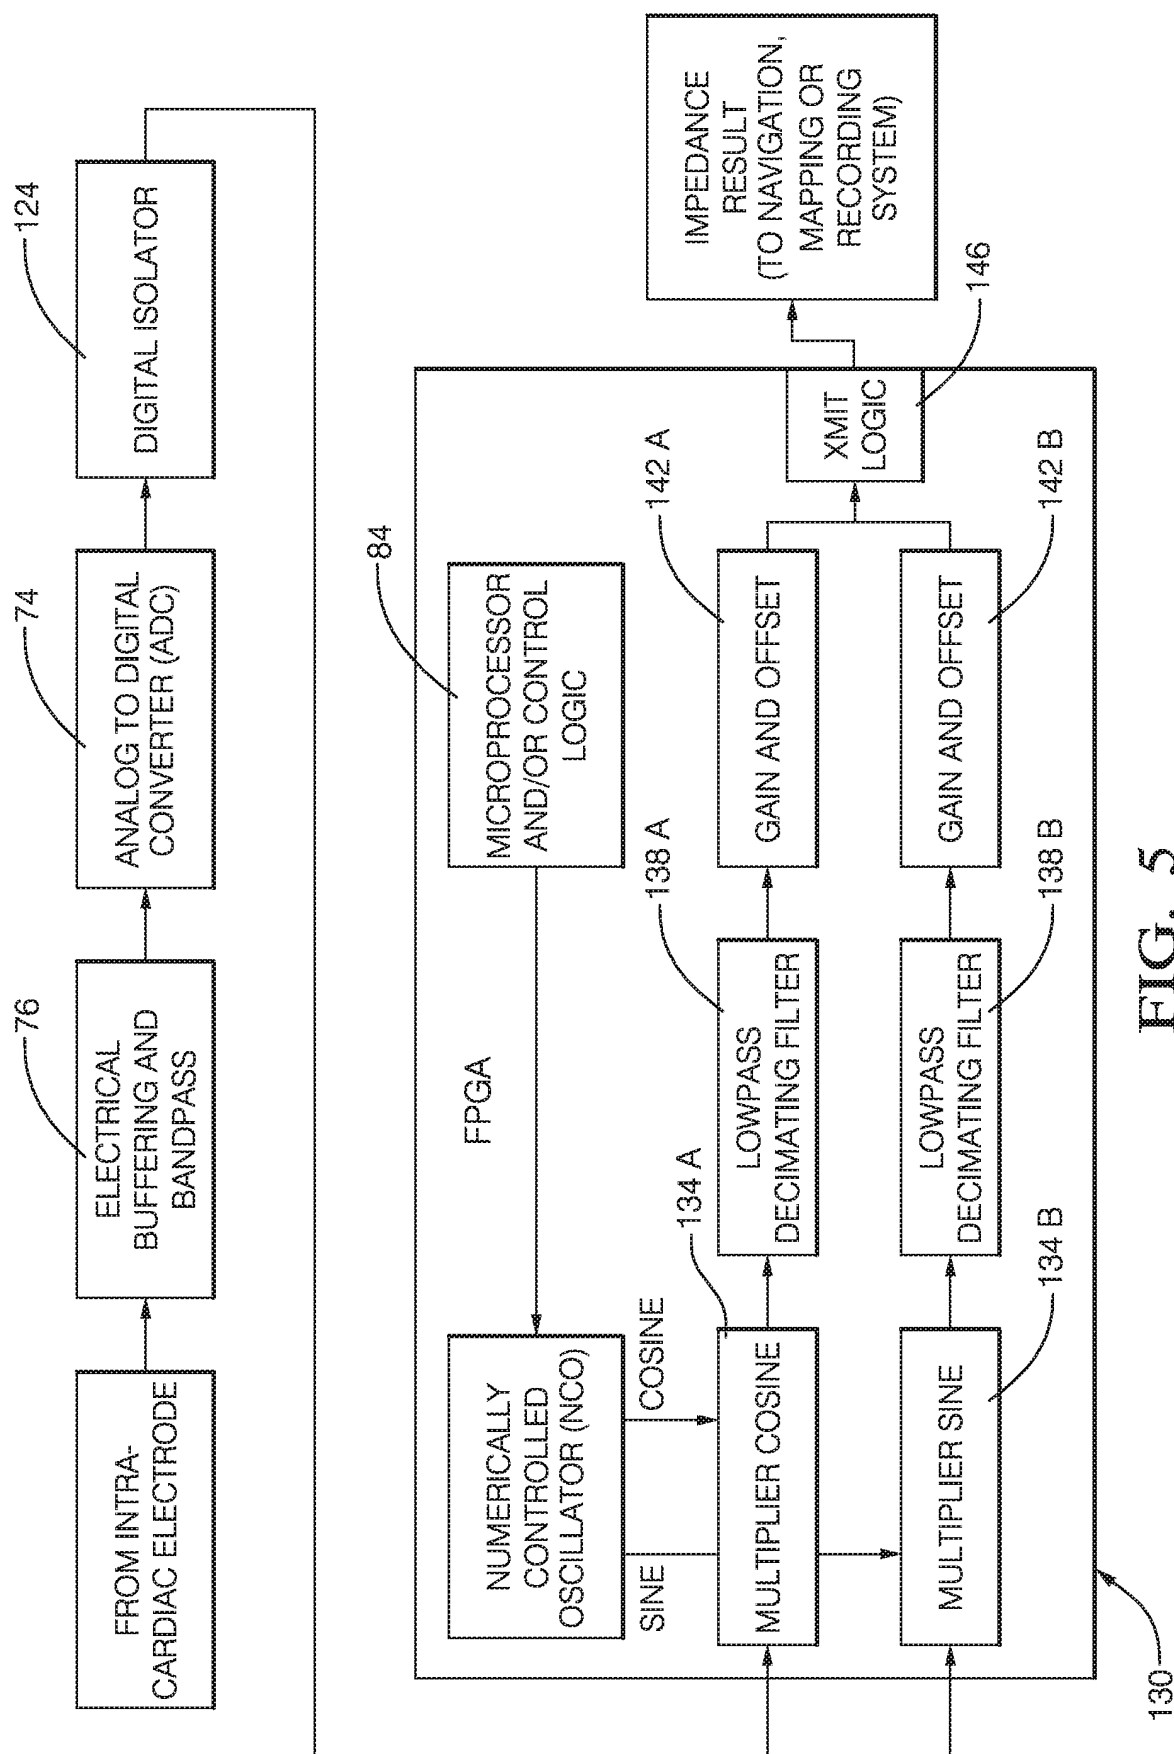 FROM INTRA-
CARDIAC ELECTRODE
76
ELECTRICAL
BUFFERING AND
BANDPASS
74
ANALOG TO DIGITAL
CONVERTER (ADC)
124
DIGITAL ISOLATOR
NUMERICALLY
CONTROLLED
OSCILLATOR (NCO)
FPGA
84
MICROPROCESSOR
AND/OR CONTROL
LOGIC
SINE
COSINE
134 A
MULTIPLIER COSINE
138 A
LOWPASS
DECIMATING FILTER
142 A
GAIN AND OFFSET
MULTIPLIER SINE
134 B
LOWPASS
DECIMATING FILTER
138 B
GAIN AND OFFSET
142 B
XMIT
LOGIC
146
IMPEDANCE
RESULT
(TO NAVIGATION,
MAPPING OR
RECORDING
SYSTEM)
130
FIG. 5